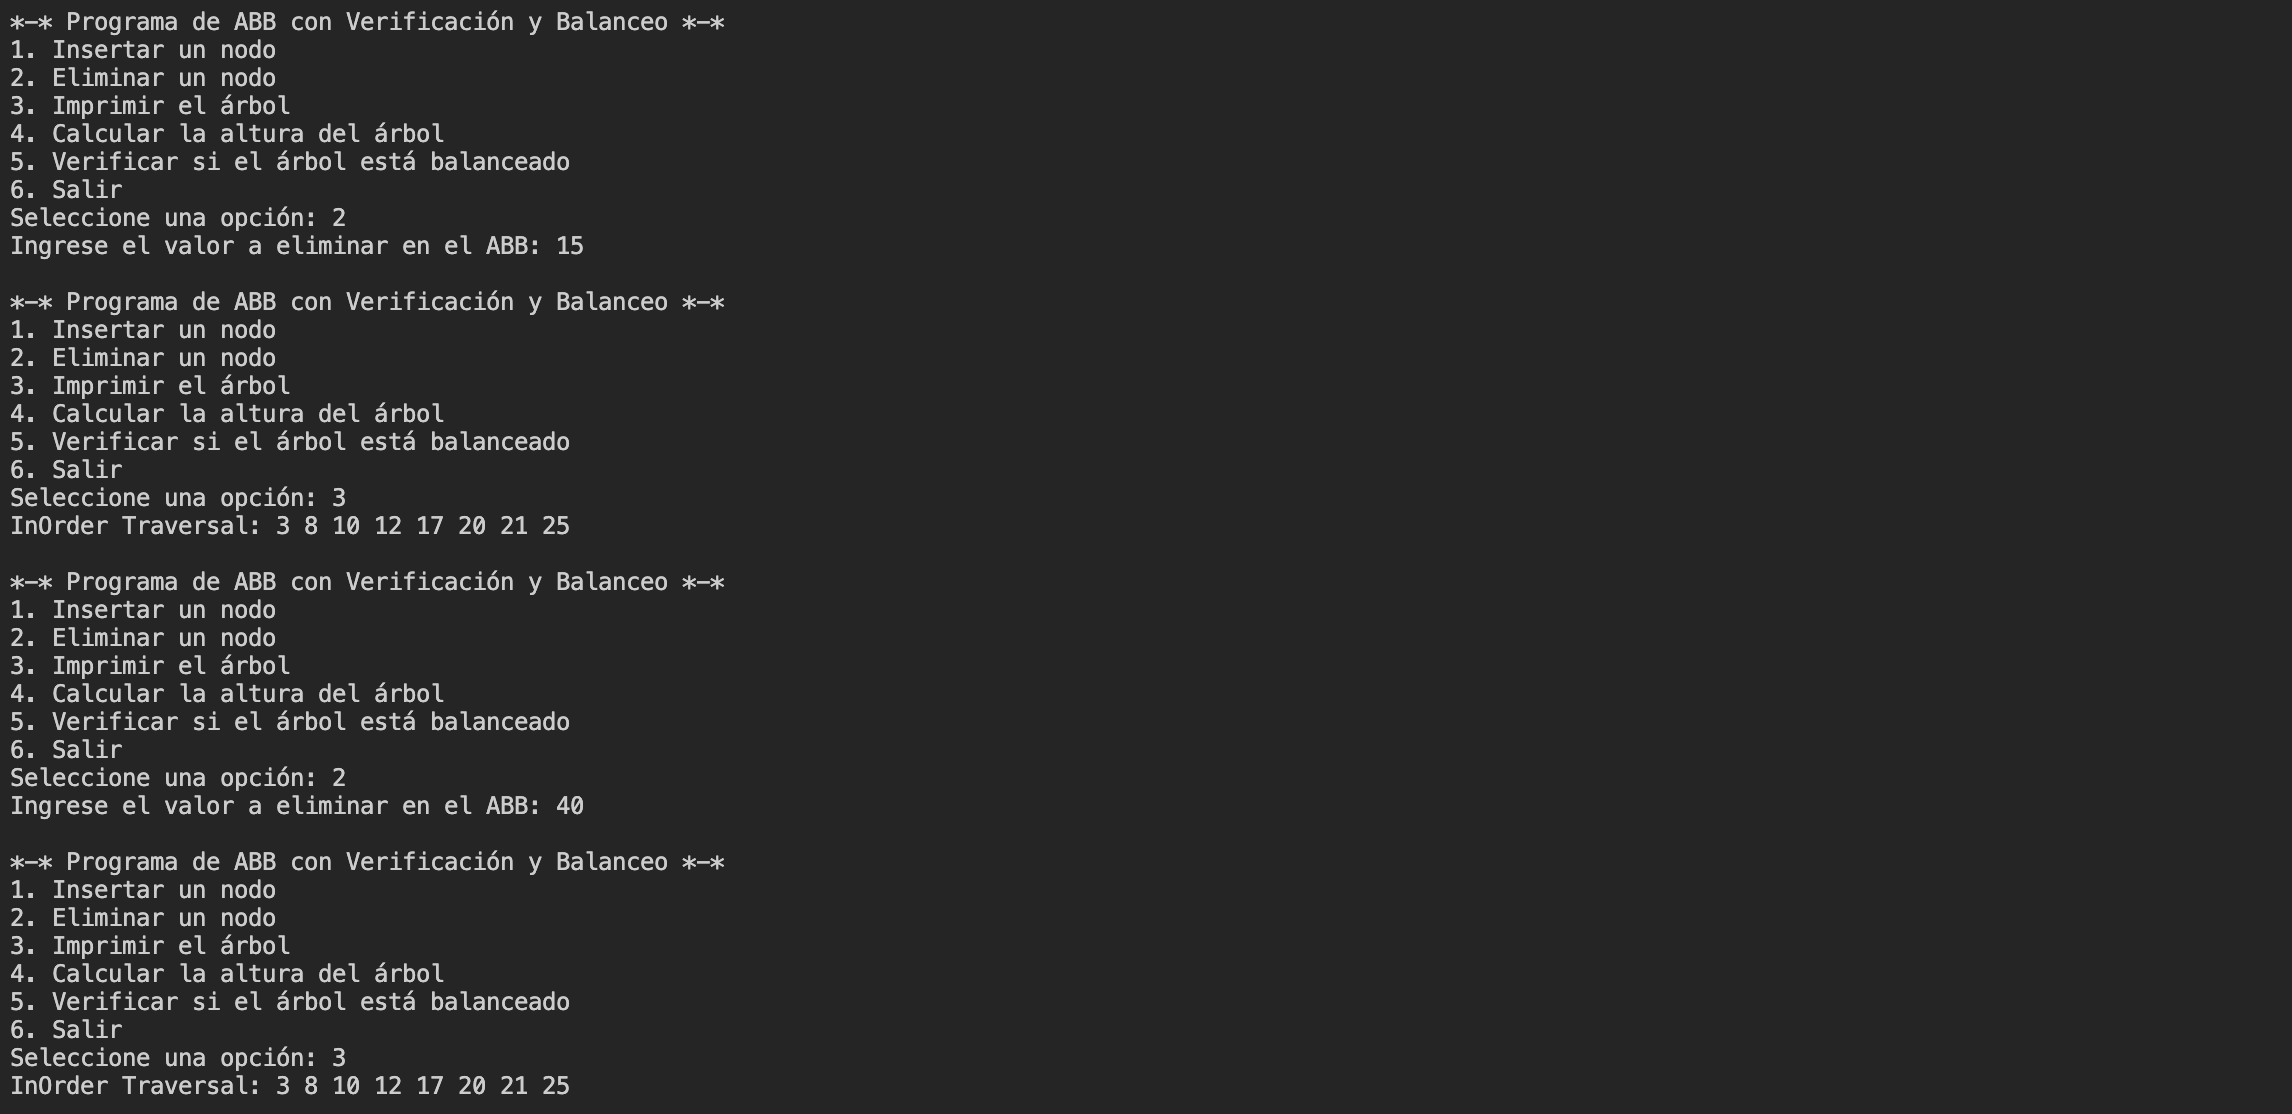 *-* Programa de ABB con Verificación y Balanceo *-*
1. Insertar un nodo
2. Eliminar un nodo
3. Imprimir el árbol
4. Calcular la altura del árbol
5. Verificar si el árbol está balanceado
6. Salir
Seleccione una opción: 2
Ingrese el valor a eliminar en el ABB: 15
*-* Programa de ABB con Verificación y Balanceo *-*
1. Insertar un nodo
2. Eliminar un nodo
3. Imprimir el árbol
4. Calcular la altura del árbol
5. Verificar si el árbol está balanceado
6. Salir
Seleccione una opción: 3
InOrder Traversal: 3 8 10 12 17 20 21 25
*-* Programa de ABB con Verificación y Balanceo *-*
1. Insertar un nodo
2. Eliminar un nodo
3. Imprimir el árbol
4. Calcular la altura del árbol
5. Verificar si el árbol está balanceado
6. Salir
Seleccione una opción: 2
Ingrese el valor a eliminar en el ABB: 40
*-* Programa de ABB con Verificación y Balanceo *-*
1. Insertar un nodo
2. Eliminar un nodo
3. Imprimir el árbol
4. Calcular la altura del árbol
5. Verificar si el árbol está balanceado
6. Salir
Seleccione una opción: 3
InOrder Traversal: 3 8 10 12 17 20 21 25